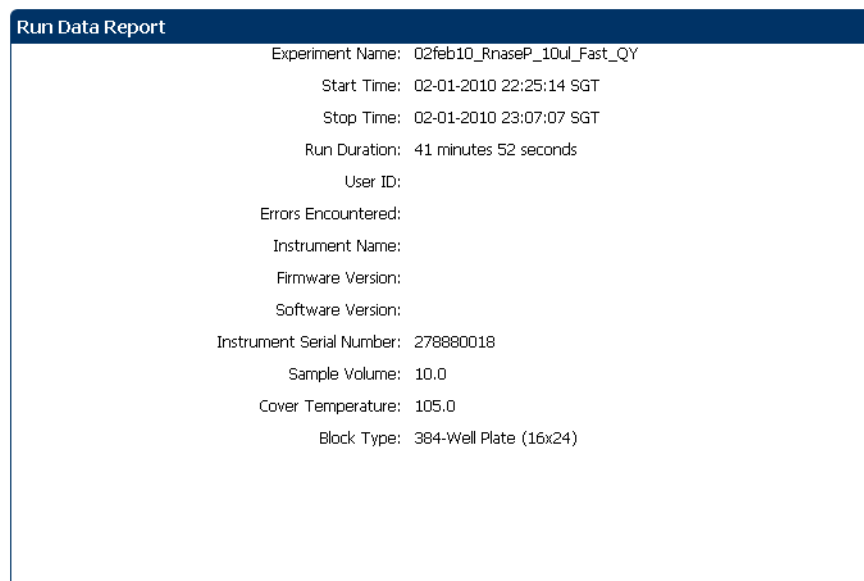 Run Data Report
Experiment Name: 02feb10_RnaseP_10ul_Fast_QY
Start Time: 02-01-2010 22:25:14 SGT
Stop Time: 02-01-2010 23:07:07 SGT
Run Duration: 41 minutes 52 seconds
User ID:
Errors Encountered:
Instrument Name:
Firmware Version:
Software Version:
Instrument Serial Number: 278880018
Sample Volume: 10.0
Cover Temperature: 105.0
Block Type: 384-Well Plate (16x24)